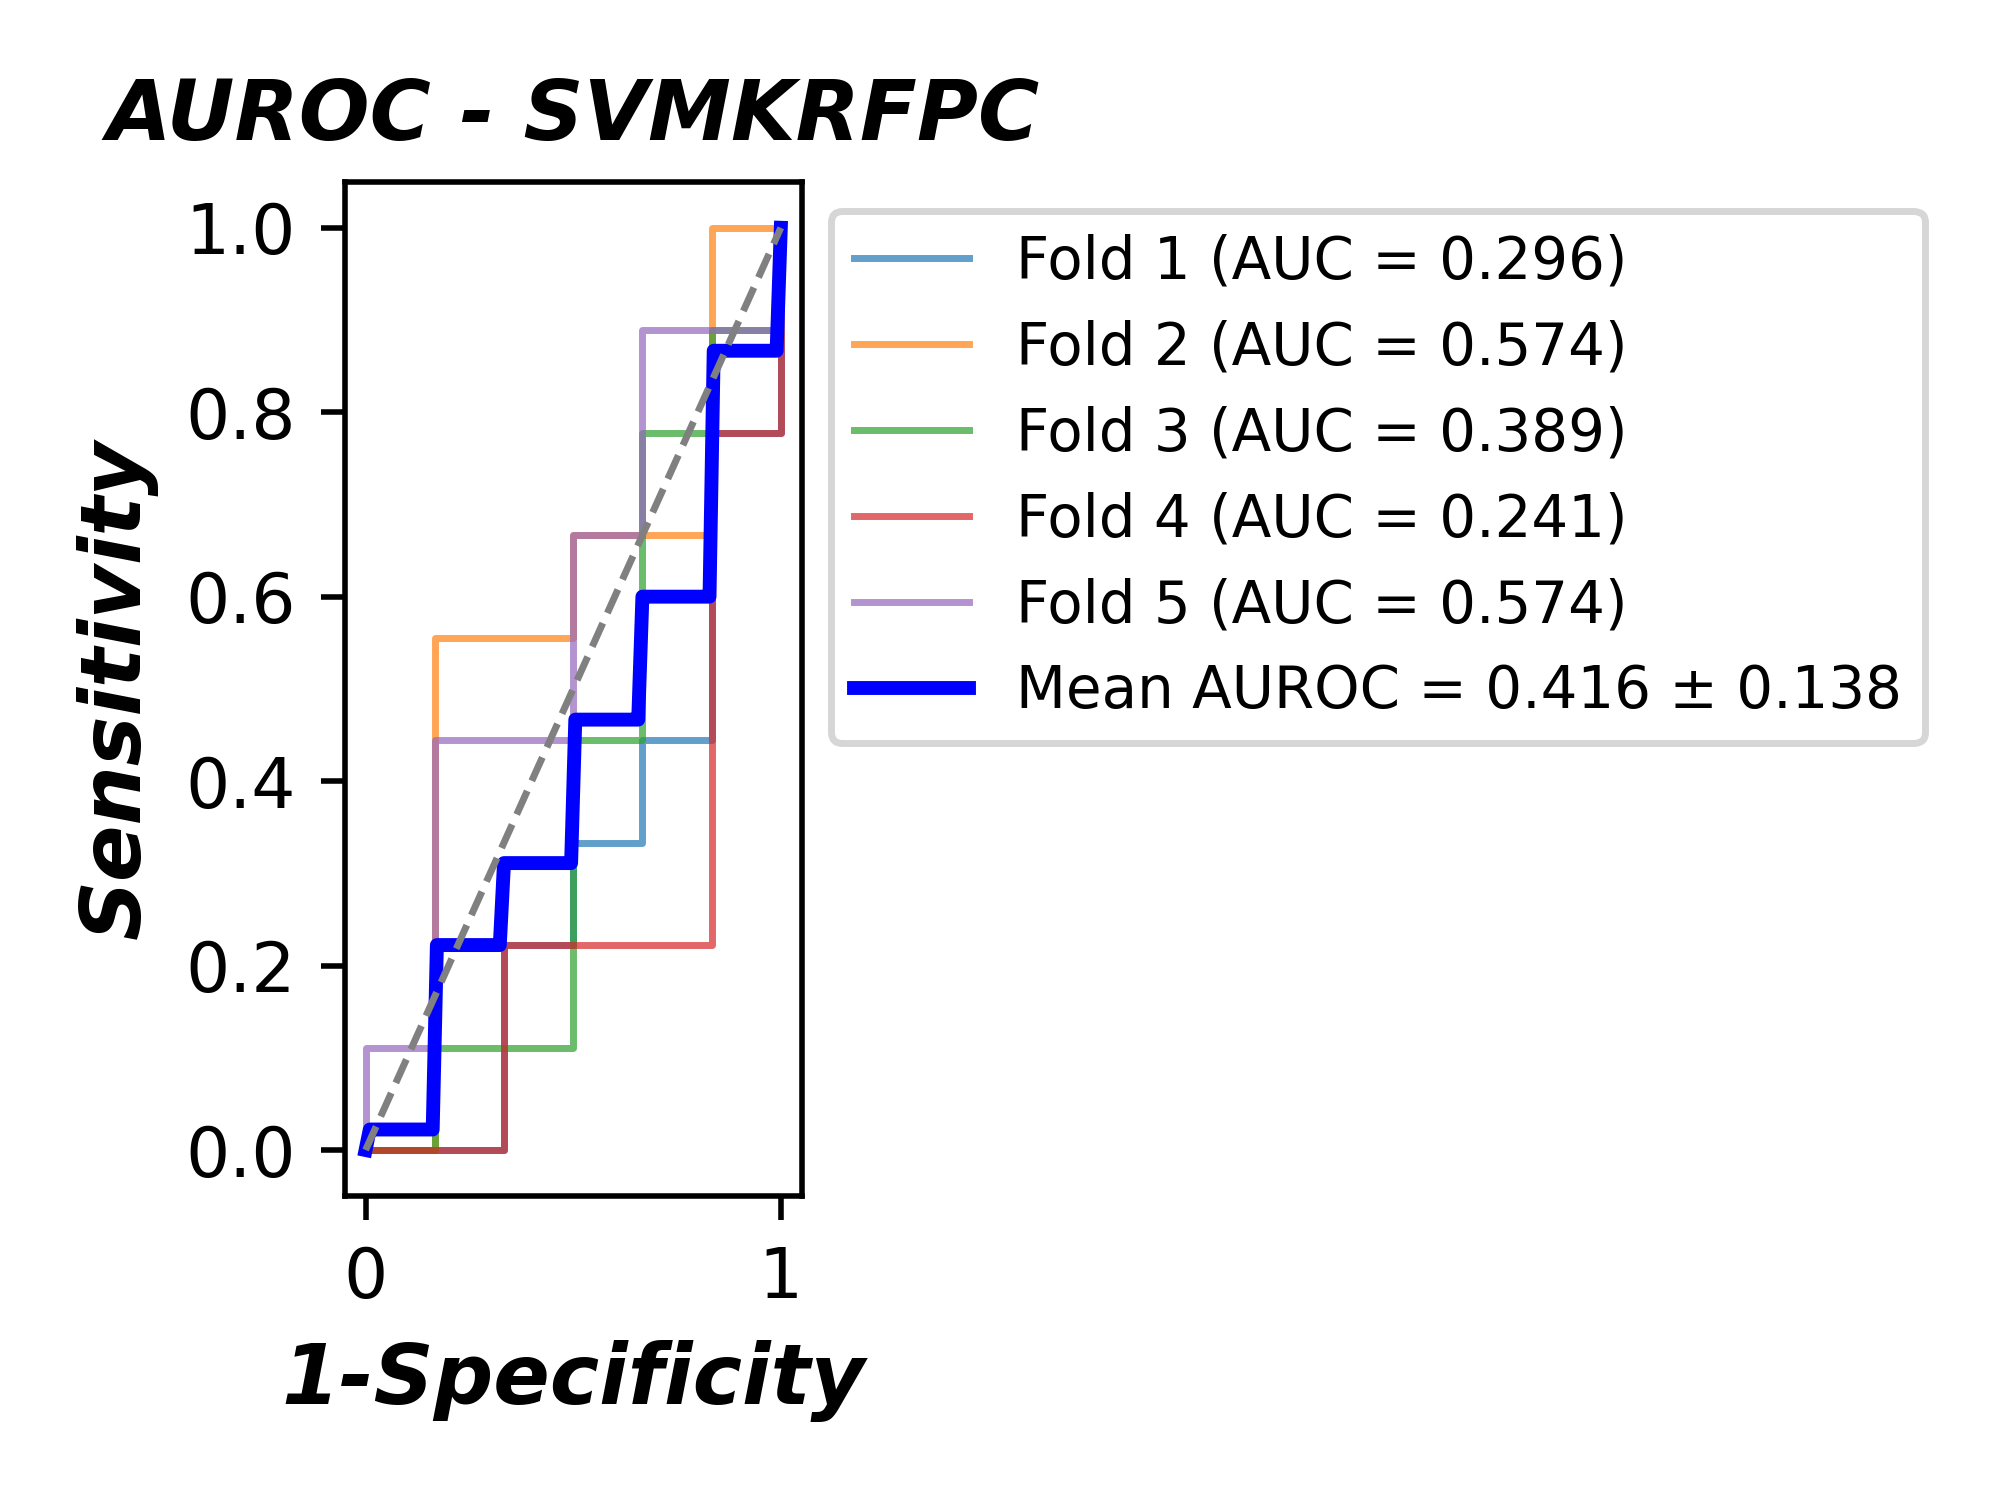 AUROC - SVMKRFPC
Sensitivity
1.0
0.8
0.6
0.4
0.2
0.0
0 1
1-Specificity
Fold 1 (AUC = 0.296)
Fold 2 (AUC = 0.574)
Fold 3 (AUC = 0.389)
Fold 4 (AUC = 0.241)
Fold 5 (AUC = 0.574)
Mean AUROC = 0.416 ± 0.138